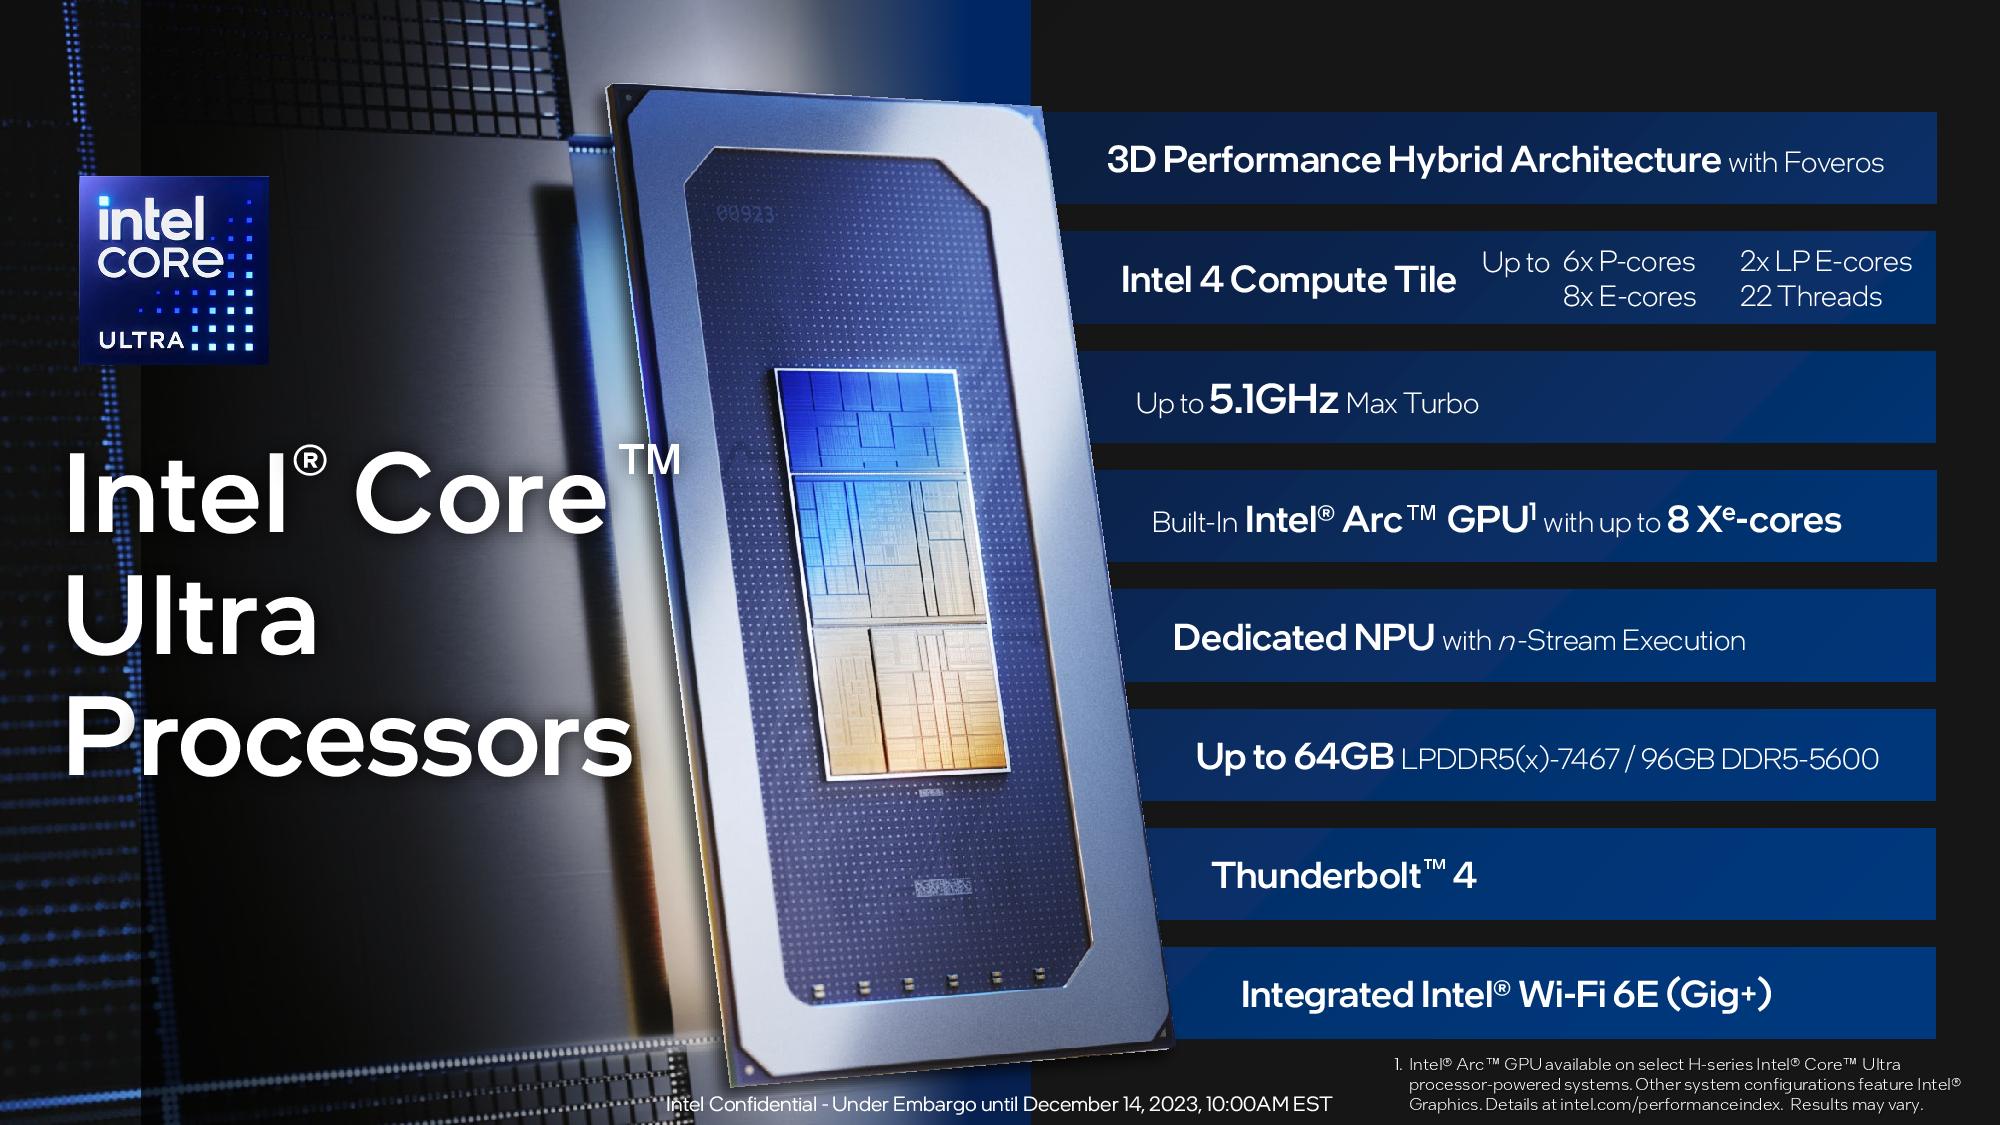 intel
CORE
ULTRA
Intel® Core™
Ultra
Processors
00923
3D Performance Hybrid Architecture with Foveros
Intel 4 Compute Tile Up to 6x P-cores 2x LP E-cores
8x E-cores 22 Threads
Up to 5.1GHz Max Turbo
Built-In Intel® Arc™ GPU¹ with up to 8 Xᵉ-cores
Dedicated NPU with n-Stream Execution
Up to 64GB LPDDR5(x)-7467 / 96GB DDR5-5600
Thunderbolt™ 4
Integrated Intel® Wi-Fi 6E (Gig+)
1. Intel® Arc™ GPU available on select H-series Intel® Core™ Ultra
processor-powered systems. Other system configurations feature Intel®
Graphics. Details at intel.com/performanceindex. Results may vary.
Intel Confidential - Under Embargo until December 14, 2023, 10:00AM EST